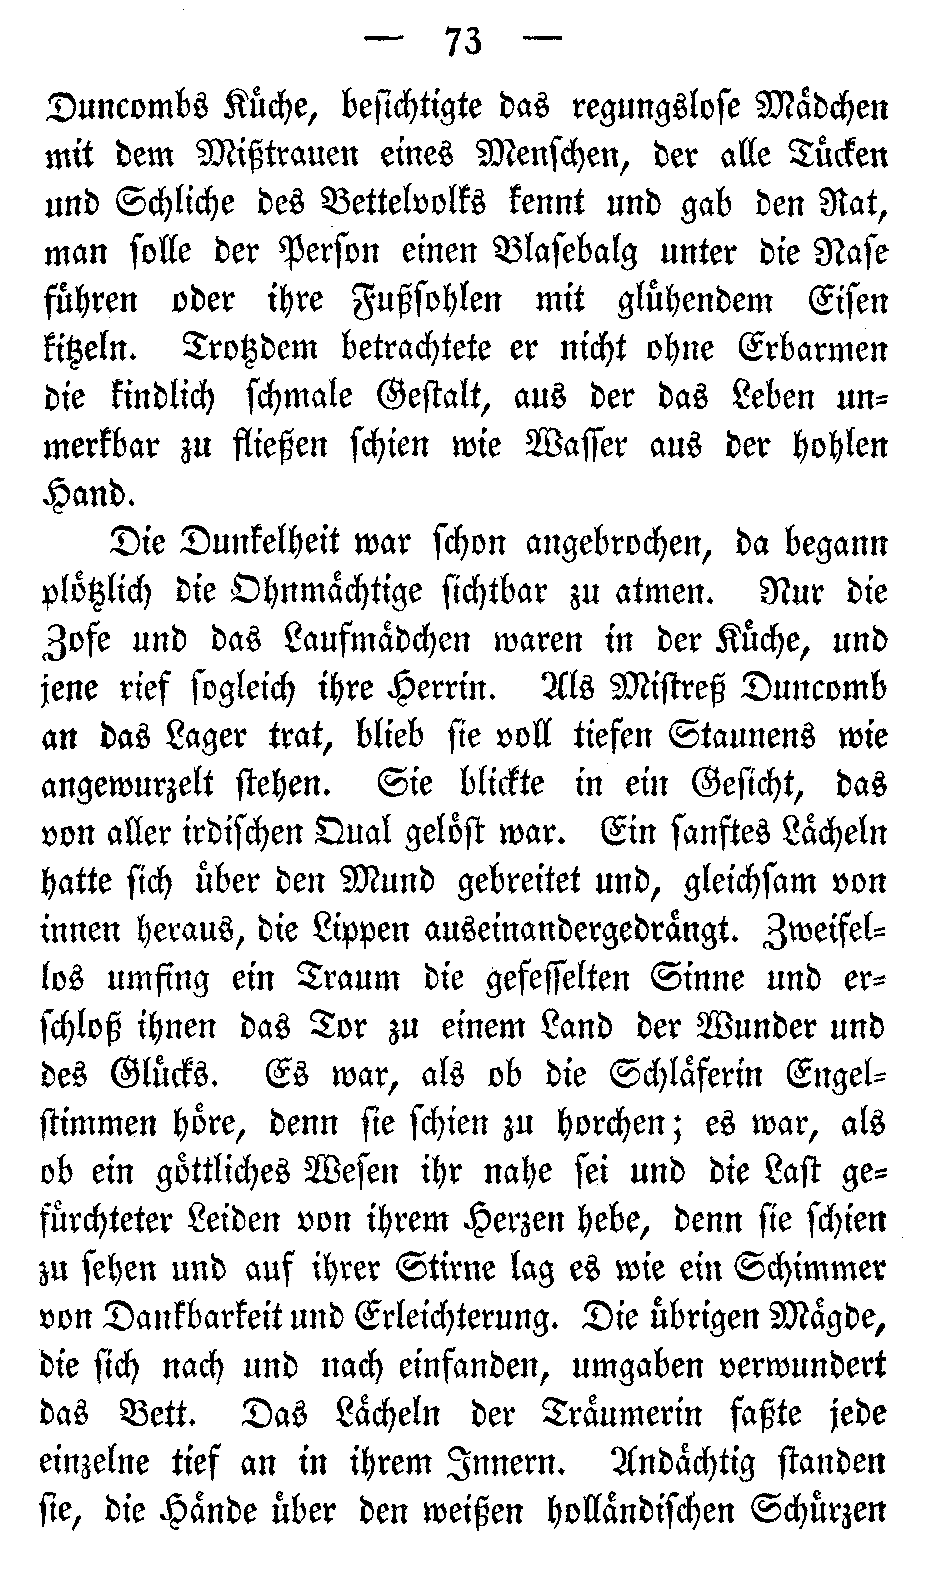 — 73 —
Duncombs Küche, besichtigte das regungslose Mädchen
mit dem Mißtrauen eines Menschen, der alle Tücken
und Schliche des Bettelvolks kennt und gab den Rat,
man solle der Person einen Blasebalg unter die Nase
führen oder ihre Fußsohlen mit glühendem Eisen
kitzeln. Trotzdem betrachtete er nicht ohne Erbarmen
die kindlich schmale Gestalt, aus der das Leben un-
merkbar zu fließen schien wie Wasser aus der hohlen
Hand.
Die Dunkelheit war schon angebrochen, da begann
plötzlich die Ohnmächtige sichtbar zu atmen. Nur die
Zofe und das Laufmädchen waren in der Küche, und
jene rief sogleich ihre Herrin. Als Mistreß Duncomb
an das Lager trat, blieb sie voll tiefen Staunens wie
angewurzelt stehen. Sie blickte in ein Gesicht, das
von aller irdischen Qual gelöst war. Ein sanftes Lächeln
hatte sich über den Mund gebreitet und, gleichsam von
innen heraus, die Lippen auseinandergedrängt. Zweifel-
los umfing ein Traum die gefesselten Sinne und er-
schloß ihnen das Tor zu einem Land der Wunder und
des Glücks. Es war, als ob die Schläferin Engel-
stimmen höre, denn sie schien zu horchen; es war, als
ob ein göttliches Wesen ihr nahe sei und die Last ge-
fürchteter Leiden von ihrem Herzen hebe, denn sie schien
zu sehen und auf ihrer Stirne lag es wie ein Schimmer
von Dankbarkeit und Erleichterung. Die übrigen Mägde,
die sich nach und nach einfanden, umgaben verwundert
das Bett. Das Lächeln der Träumerin faßte jede
einzelne tief an in ihrem Innern. Andächtig standen
sie, die Hände über den weißen holländischen Schürzen